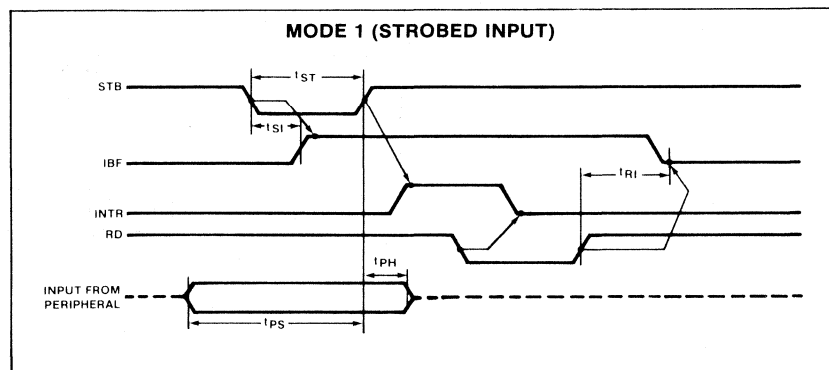 MODE 1 (STROBED INPUT)
tST
STB
tSI
IBF
tRI
INTR
RD
tPH
INPUT FROM
PERIPHERAL
tPS